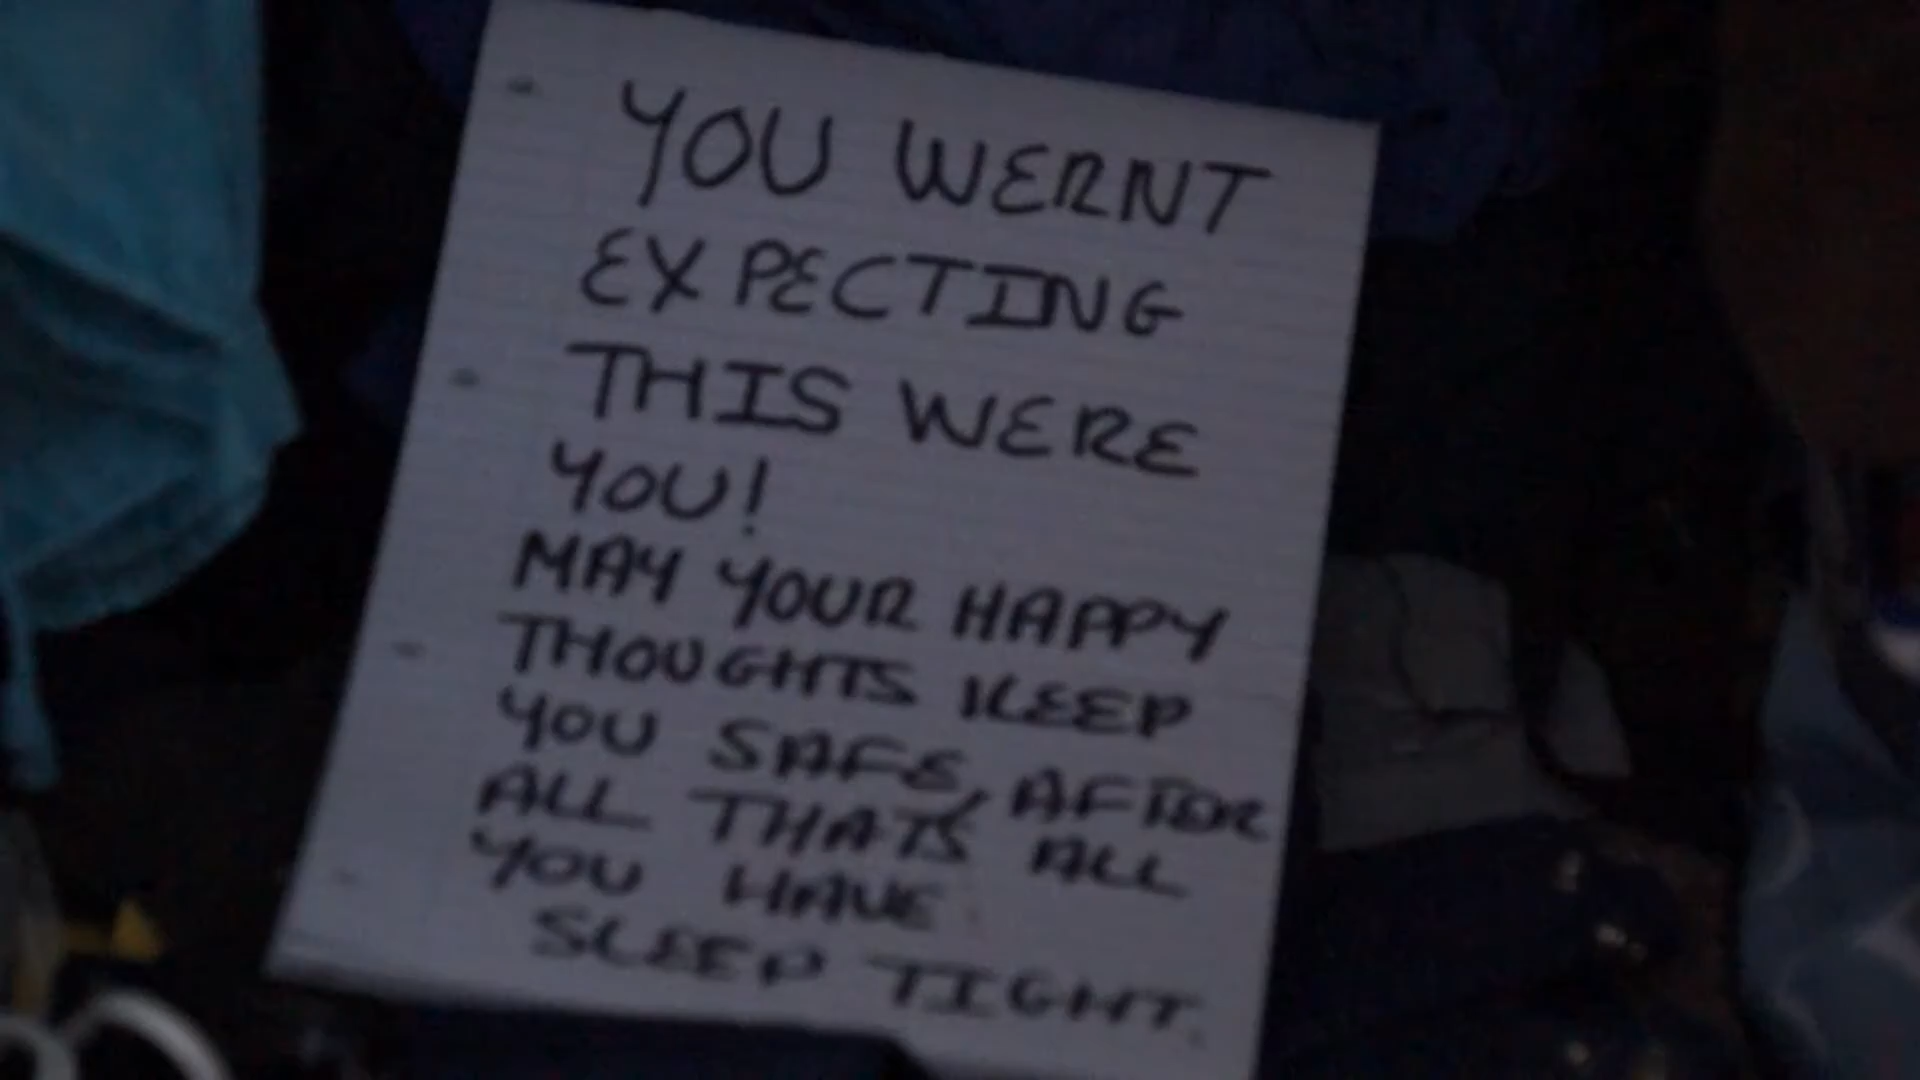 YOU WERNT
EXPECTING
THIS WERE
YOU!
MAY YOUR HAPPY
THOUGHTS KEEP
YOU SAFE, AFTER
ALL THATS ALL
YOU HAVE
SLEEP TIGHT.